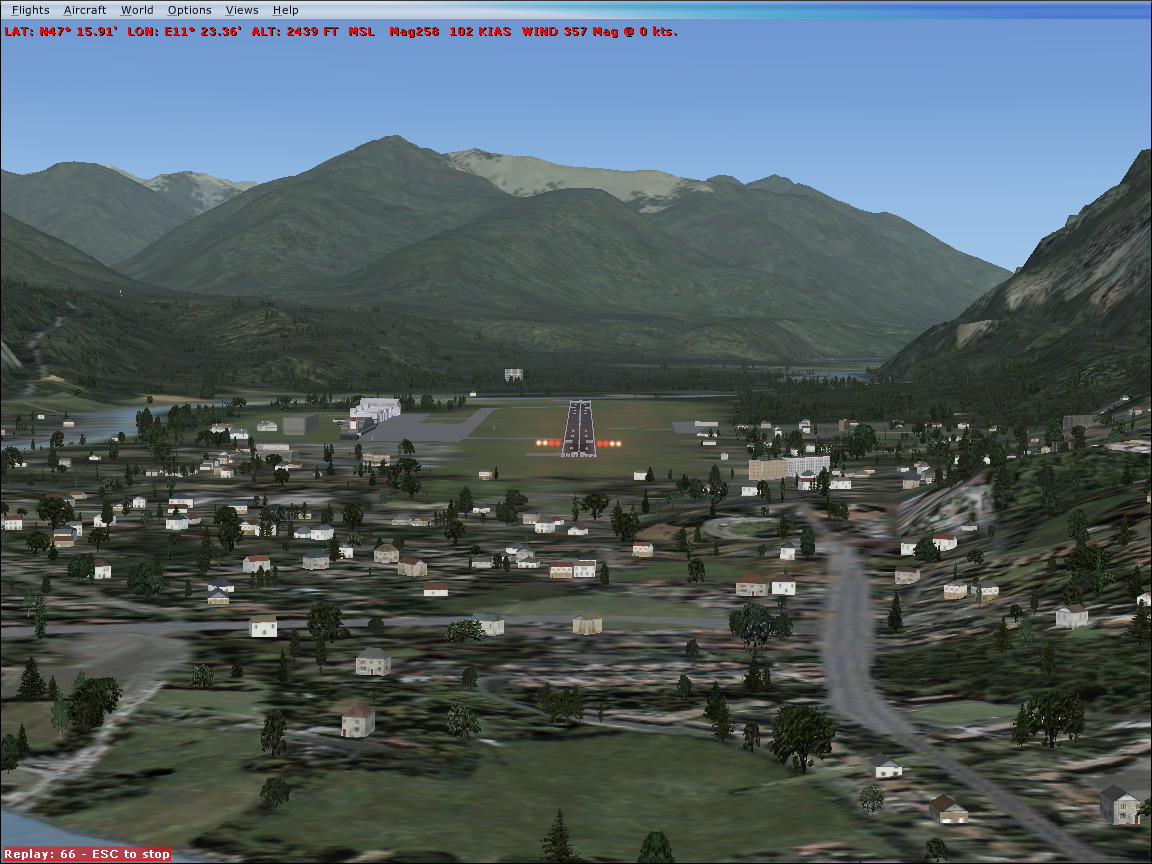 Flights Aircraft World Options Views Help
LAT: N47° 15.91' LON: E11° 23.36' ALT: 2439 FT MSL Mag258 102 KIAS WIND 357 Mag @ 0 kts.
Replay: 66 - ESC to stop